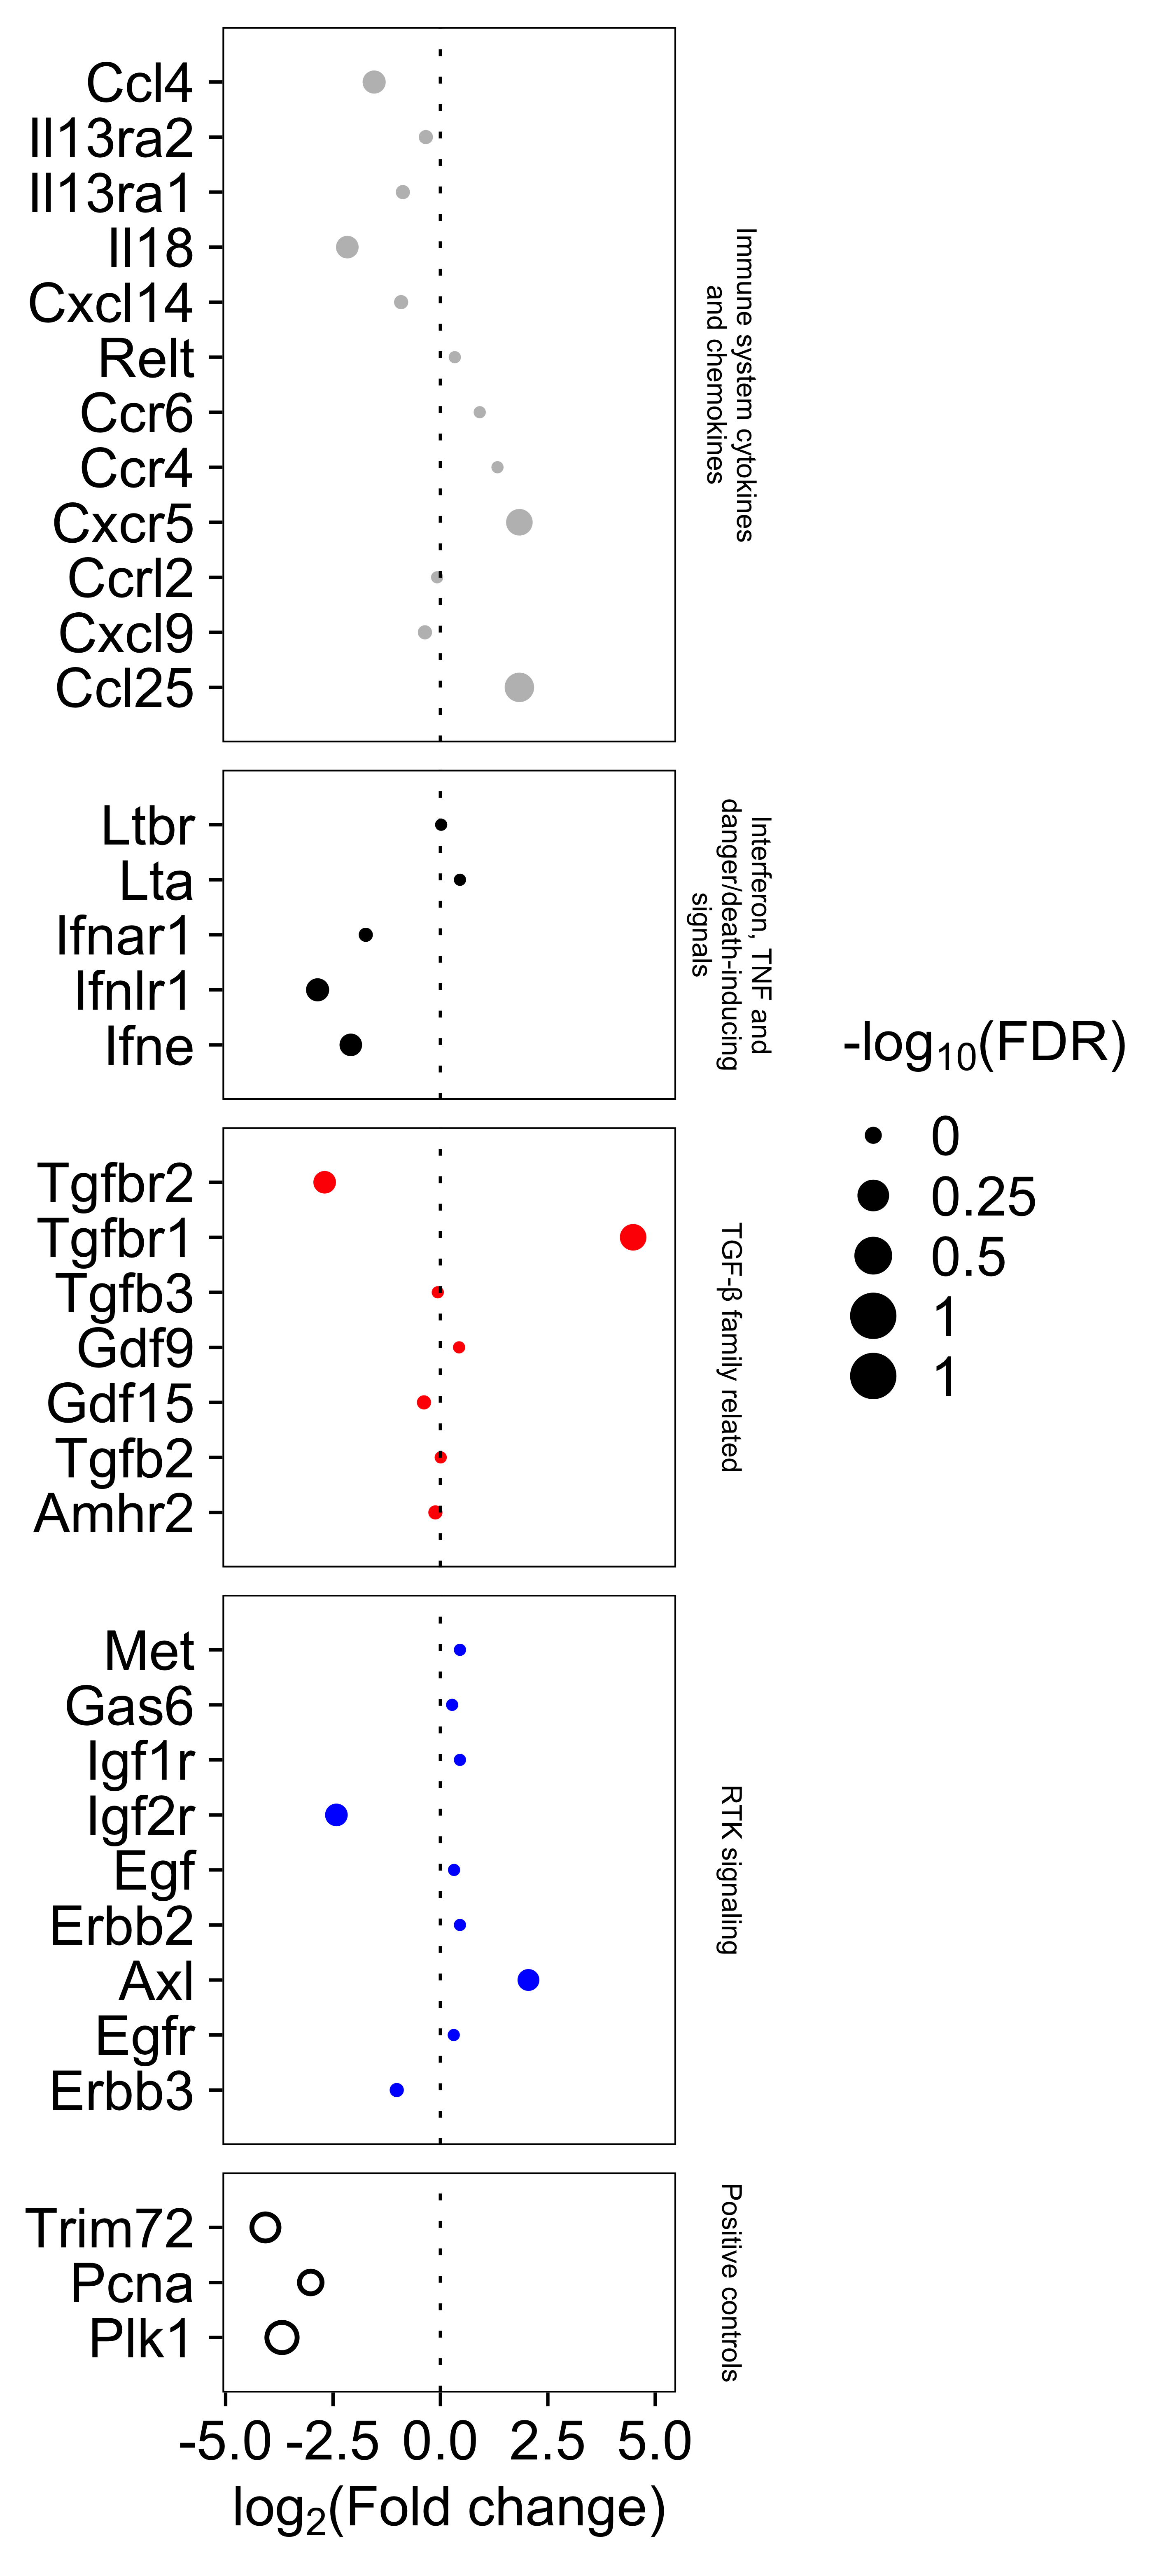 Ccl4
Il13ra2
Il13ra1
Il18
Cxcl14
Relt
Ccr6
Ccr4
Cxcr5
Ccrl2
Cxcl9
Ccl25
Immune system cytokines
and chemokines
Ltbr
Lta
Ifnar1
Ifnlr1
Ifne
Interferon, TNF and
danger/death-inducing
signals
Tgfbr2
Tgfbr1
Tgfb3
Gdf9
Gdf15
Tgfb2
Amhr2
TGF-β family related
Met
Gas6
Igf1r
Igf2r
Egf
Erbb2
Axl
Egfr
Erbb3
RTK signaling
Trim72
Pcna
Plk1
Positive controls
-5.0 -2.5 0.0 2.5 5.0
log₂(Fold change)
-log₁₀(FDR)
0
0.25
0.5
1
1